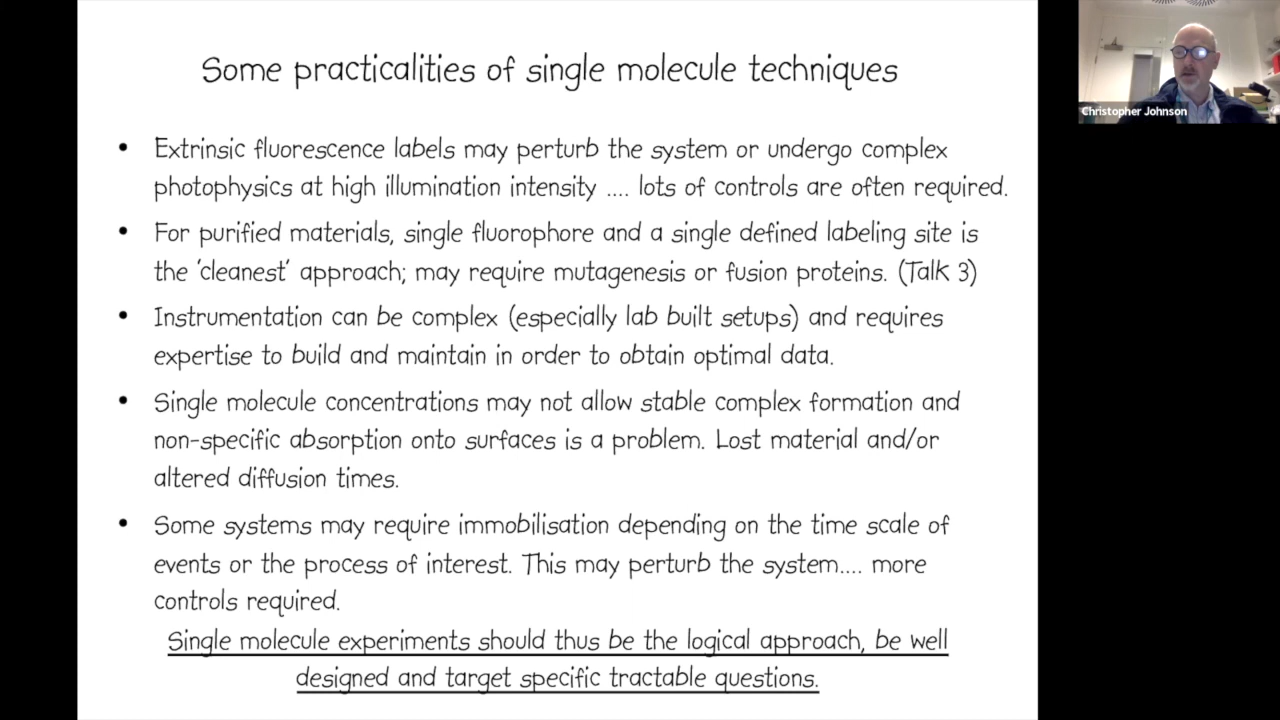 Some practicalities of single molecule techniques
• Extrinsic fluorescence labels may perturb the system or undergo complex
photophysics at high illumination intensity .... lots of controls are often required.
• For purified materials, single fluorophore and a single defined labeling site is
the 'cleanest' approach; may require mutagenesis or fusion proteins. (Talk 3)
• Instrumentation can be complex (especially lab built setups) and requires
expertise to build and maintain in order to obtain optimal data.
• Single molecule concentrations may not allow stable complex formation and
non-specific absorption onto surfaces is a problem. Lost material and/or
altered diffusion times.
• Some systems may require immobilisation depending on the time scale of
events or the process of interest. This may perturb the system.... more
controls required.
Single molecule experiments should thus be the logical approach, be well
designed and target specific tractable questions.
Christopher Johnson